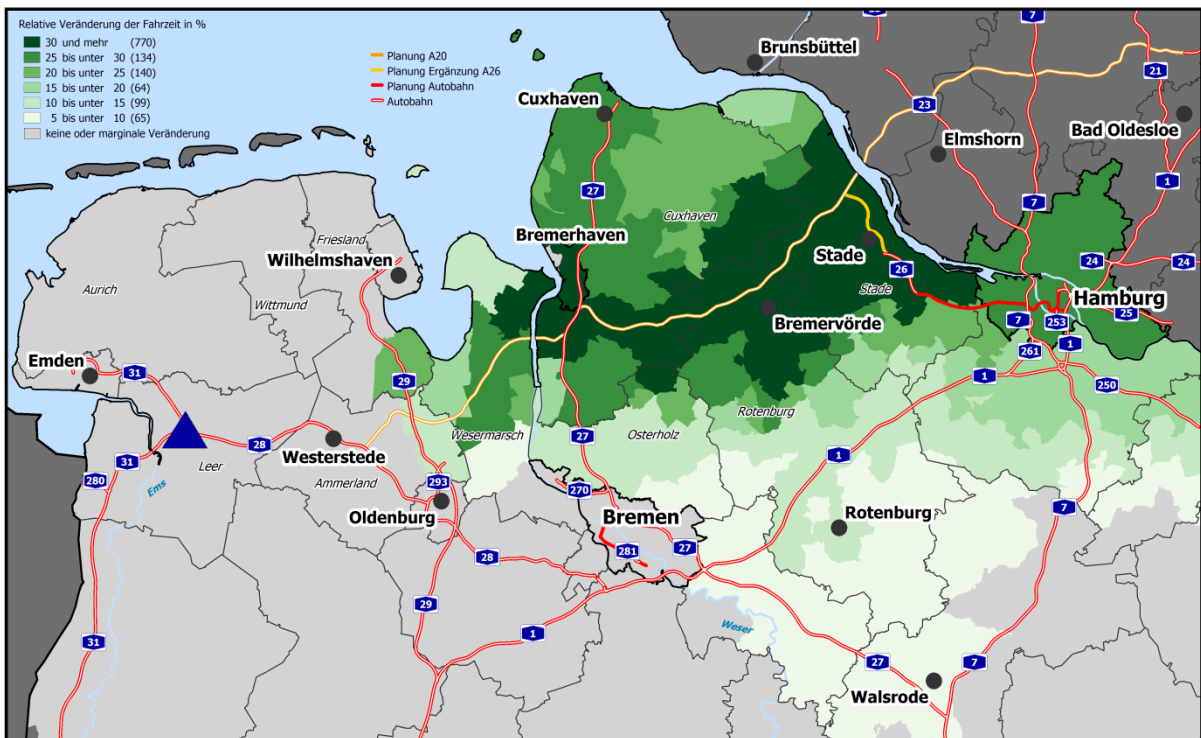 Relative Veränderung der Fahrzeit in %
30 und mehr (770)
25 bis unter 30 (134)
20 bis unter 25 (140)
15 bis unter 20 (64)
10 bis unter 15 (99)
5 bis unter 10 (65)
keine oder marginale Veränderung
Planung A20
Planung Ergänzung A26
Planung Autobahn
Autobahn
7
Brunsbüttel
21
23
Cuxhaven
Elmshorn
Bad Oldesloe
1
27
7
Cuxhaven
Bremerhaven
Friesland
Wilhelmshaven
Stade
24
24
26
Stade
Aurich
Wittmund
Hamburg
Bremervörde
7
253
25
1
261
Emden
31
29
1
250
Rotenburg
Wesermarsch
Osterholz
27
28
Westerstede
31
Leer
1
280
Ammerland
293
270
Ems
Oldenburg
Bremen
7
Rotenburg
281
27
28
29
Weser
1
31
27
7
Walsrode